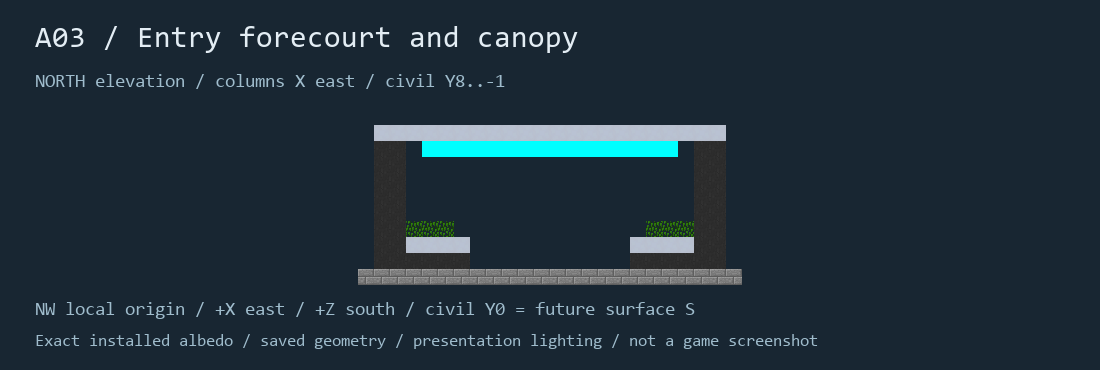 A03 / Entry forecourt and canopy
NORTH elevation / columns X east / civil Y8..-1
NW local origin / +X east / +Z south / civil Y0 = future surface S
Exact installed albedo / saved geometry / presentation lighting / not a game screenshot